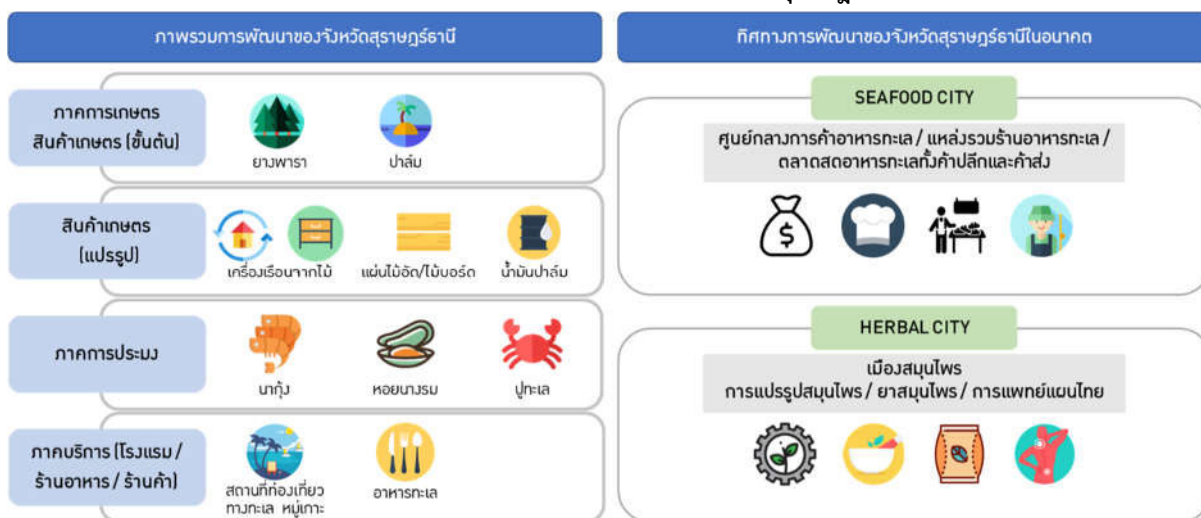 ภาพรวมการพัฒนาของจังหวัดสุราษฎร์ธานี
ภาคการเกษตร
สินค้าเกษตร (ขั้นต้น)
ยางพารา
ปาล์ม
สินค้าเกษตร
(แปรรูป)
เครื่องเรือนจากไม้
แผ่นไม้อัด/ไม้บอร์ด
น้ำมันปาล์ม
ภาคการประมง
นากุ้ง
หอยนางรม
ปูทะเล
ภาคบริการ (โรงแรม /
ร้านอาหาร / ร้านค้า)
สถานที่ท่องเที่ยว
ทางทะเล หมู่เกาะ
อาหารทะเล
ทิศทางการพัฒนาของจังหวัดสุราษฎร์ธานีในอนาคต
SEAFOOD CITY
ศูนย์กลางการค้าอาหารทะเล / แหล่งรวมร้านอาหารทะเล /
ตลาดสดอาหารทะเลทั้งค้าปลีกและค้าส่ง
$
HERBAL CITY
เมืองสมุนไพร
การแปรรูปสมุนไพร / ยาสมุนไพร / การแพทย์แผนไทย